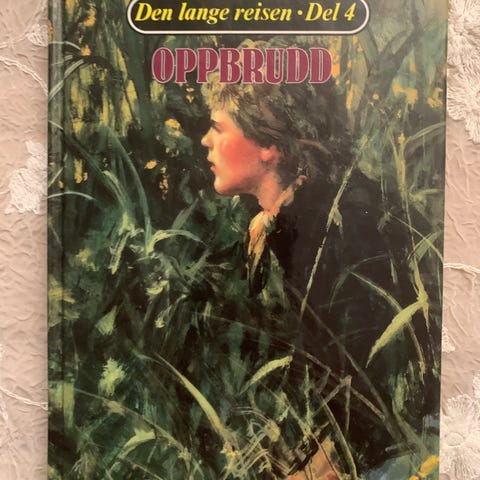 Den lange reisen • Del 4
OPPBRUDD